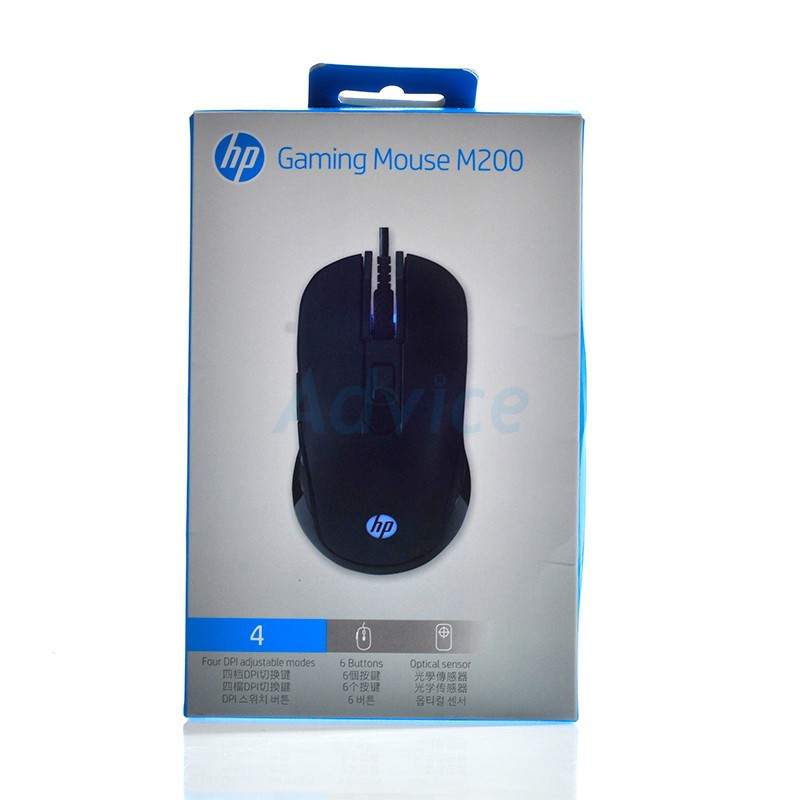 hp Gaming Mouse M200
Advice
hp
4
Four DPI adjustable modes
四档DPI切换键
四檔DPI切換鍵
DPI 스위치 버튼
6 Buttons
6個按鍵
6个按键
6 버튼
Optical sensor
光學傳感器
光学传感器
옵티컬 센서